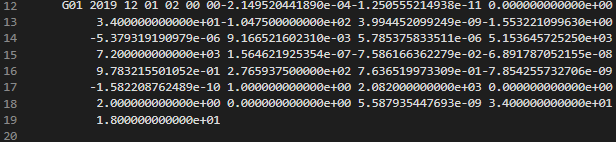 12 G01 2019 12 01 02 00 00-2.149520441890e-04-1.250555214938e-11 0.000000000000e+00
13 3.400000000000e+01-1.047500000000e+02 3.994452099249e-09-1.553221099630e+00
14 -5.379319190979e-06 9.166521602310e-03 5.785375833511e-06 5.153645725250e+03
15 7.200000000000e+03 1.564621925354e-07-7.586166362279e-02-6.891787052155e-08
16 9.783215501052e-01 2.765937500000e+02 7.636519973309e-01-7.854255732706e-09
17 -1.582208762489e-10 1.000000000000e+00 2.082000000000e+03 0.000000000000e+00
18 2.000000000000e+00 0.000000000000e+00 5.587935447693e-09 3.400000000000e+01
19 1.800000000000e+01
20